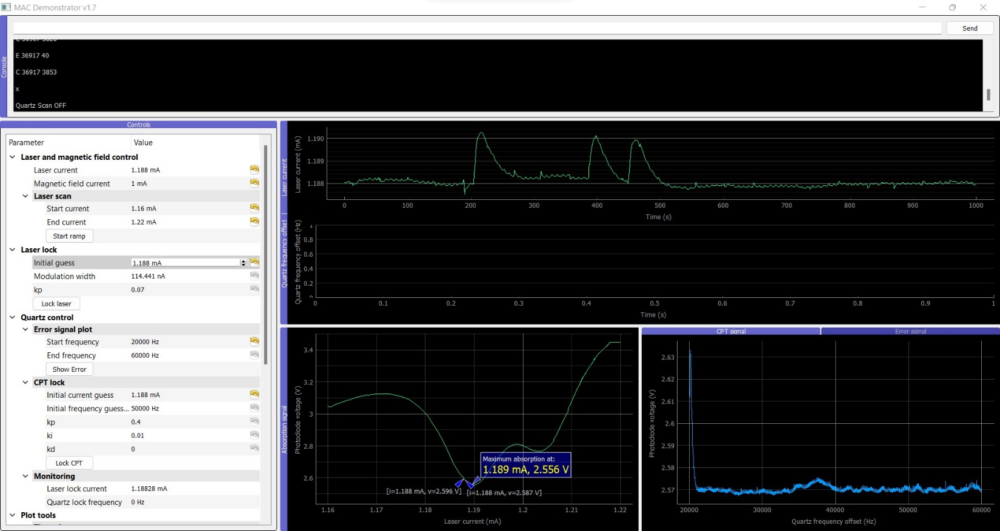 MAC Demonstrator v1.7
Console
Send
E 36917 40
C 36917 3853
x
Quartz Scan OFF
Controls
Parameter Value
Laser and magnetic field control
Laser current 1.188 mA
Magnetic field current 1 mA
Laser scan
Start current 1.16 mA
End current 1.22 mA
Start ramp
Laser lock
Initial guess 1.188 mA
Modulation width 114.441 nA
kp 0.07
Lock laser
Quartz control
Error signal plot
Start frequency 20000 Hz
End frequency 60000 Hz
Show Error
CPT lock
Initial current guess 1.188 mA
Initial frequency guess... 50000 Hz
kp 0.4
ki 0.01
kd 0
Lock CPT
Monitoring
Laser lock current 1.18828 mA
Quartz lock frequency 0 Hz
Plot tools
Laser current
Laser current (mA)
1.190
1.189
1.188
0 100 200 300 400 500 600 700 800 900 1000
Time (s)
Quartz frequency offset
Quartz frequency offset (Hz)
1
0.8
0.6
0.4
0.2
0
0 0.1 0.2 0.3 0.4 0.5 0.6 0.7 0.8 0.9 1
Time (s)
Absorption signal
Photodiode voltage (V)
3.4
3.2
3
2.8
2.6
Maximum absorption at:
1.189 mA, 2.556 V
[i=1.188 mA, v=2.596 V] [i=1.188 mA, v=2.587 V]
1.16 1.17 1.18 1.19 1.2 1.21 1.22
Laser current (mA)
CPT signal Error signal
Photodiode voltage (V)
2.63
2.62
2.61
2.6
2.59
2.58
2.57
20000 30000 40000 50000 60000
Quartz frequency offset (Hz)